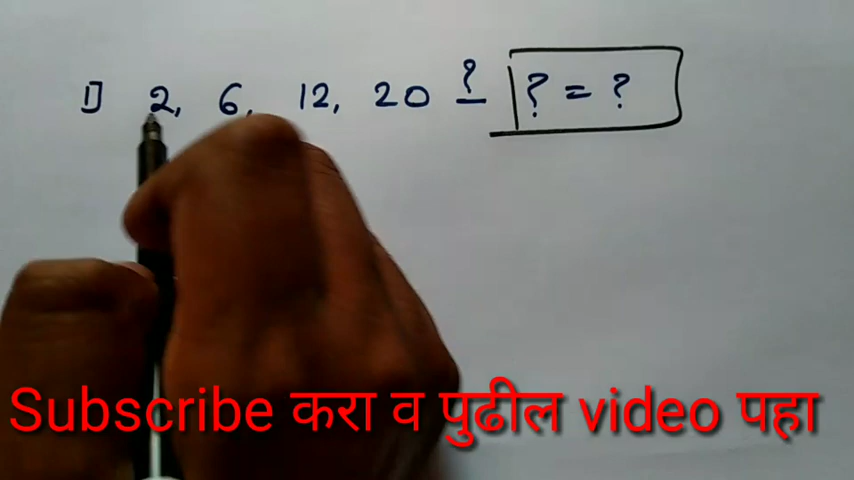 1] 2, 6, 12, 20 ? ? = ?
Subscribe करा व पुढील video पहा